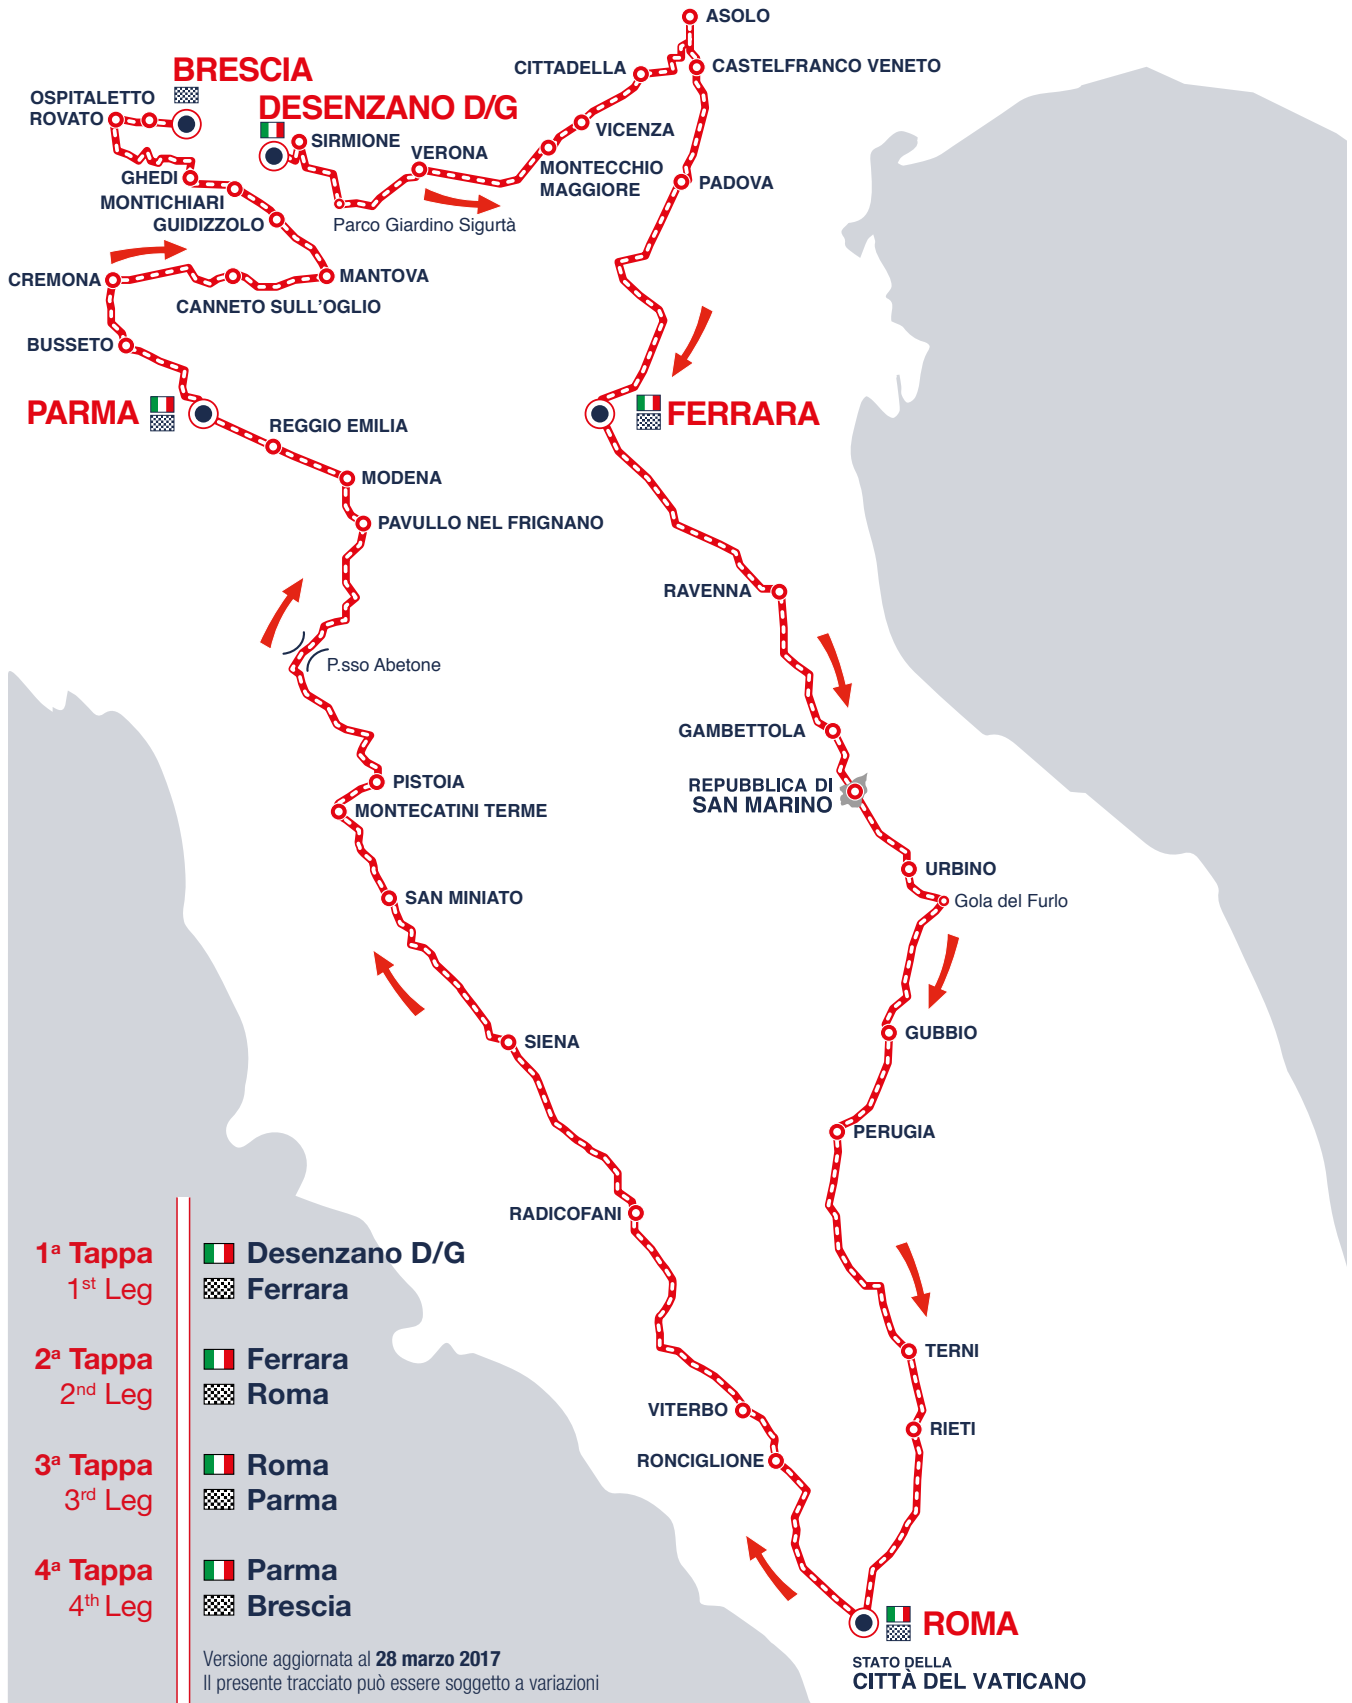 ASOLO
CITTADELLA
CASTELFRANCO VENETO
BRESCIA
OSPITALETTO
ROVATO
DESENZANO D/G
SIRMIONE
VERONA
VICENZA
MONTECCHIO
MAGGIORE
PADOVA
GHEDI
MONTICHIARI
GUIDIZZOLO
Parco Giardino Sigurtà
CREMONA
MANTOVA
CANNETO SULL'OGLIO
BUSSETO
PARMA
FERRARA
REGGIO EMILIA
MODENA
PAVULLO NEL FRIGNANO
RAVENNA
P.sso Abetone
GAMBETTOLA
PISTOIA
REPUBBLICA DI
SAN MARINO
MONTECATINI TERME
URBINO
SAN MINIATO
Gola del Furlo
GUBBIO
SIENA
PERUGIA
RADICOFANI
TERNI
VITERBO
RIETI
RONCIGLIONE
ROMA
STATO DELLA
CITTÀ DEL VATICANO
1ª Tappa Desenzano D/G
1st Leg Ferrara
2ª Tappa Ferrara
2nd Leg Roma
3ª Tappa Roma
3rd Leg Parma
4ª Tappa Parma
4th Leg Brescia
Versione aggiornata al 28 marzo 2017
Il presente tracciato può essere soggetto a variazioni